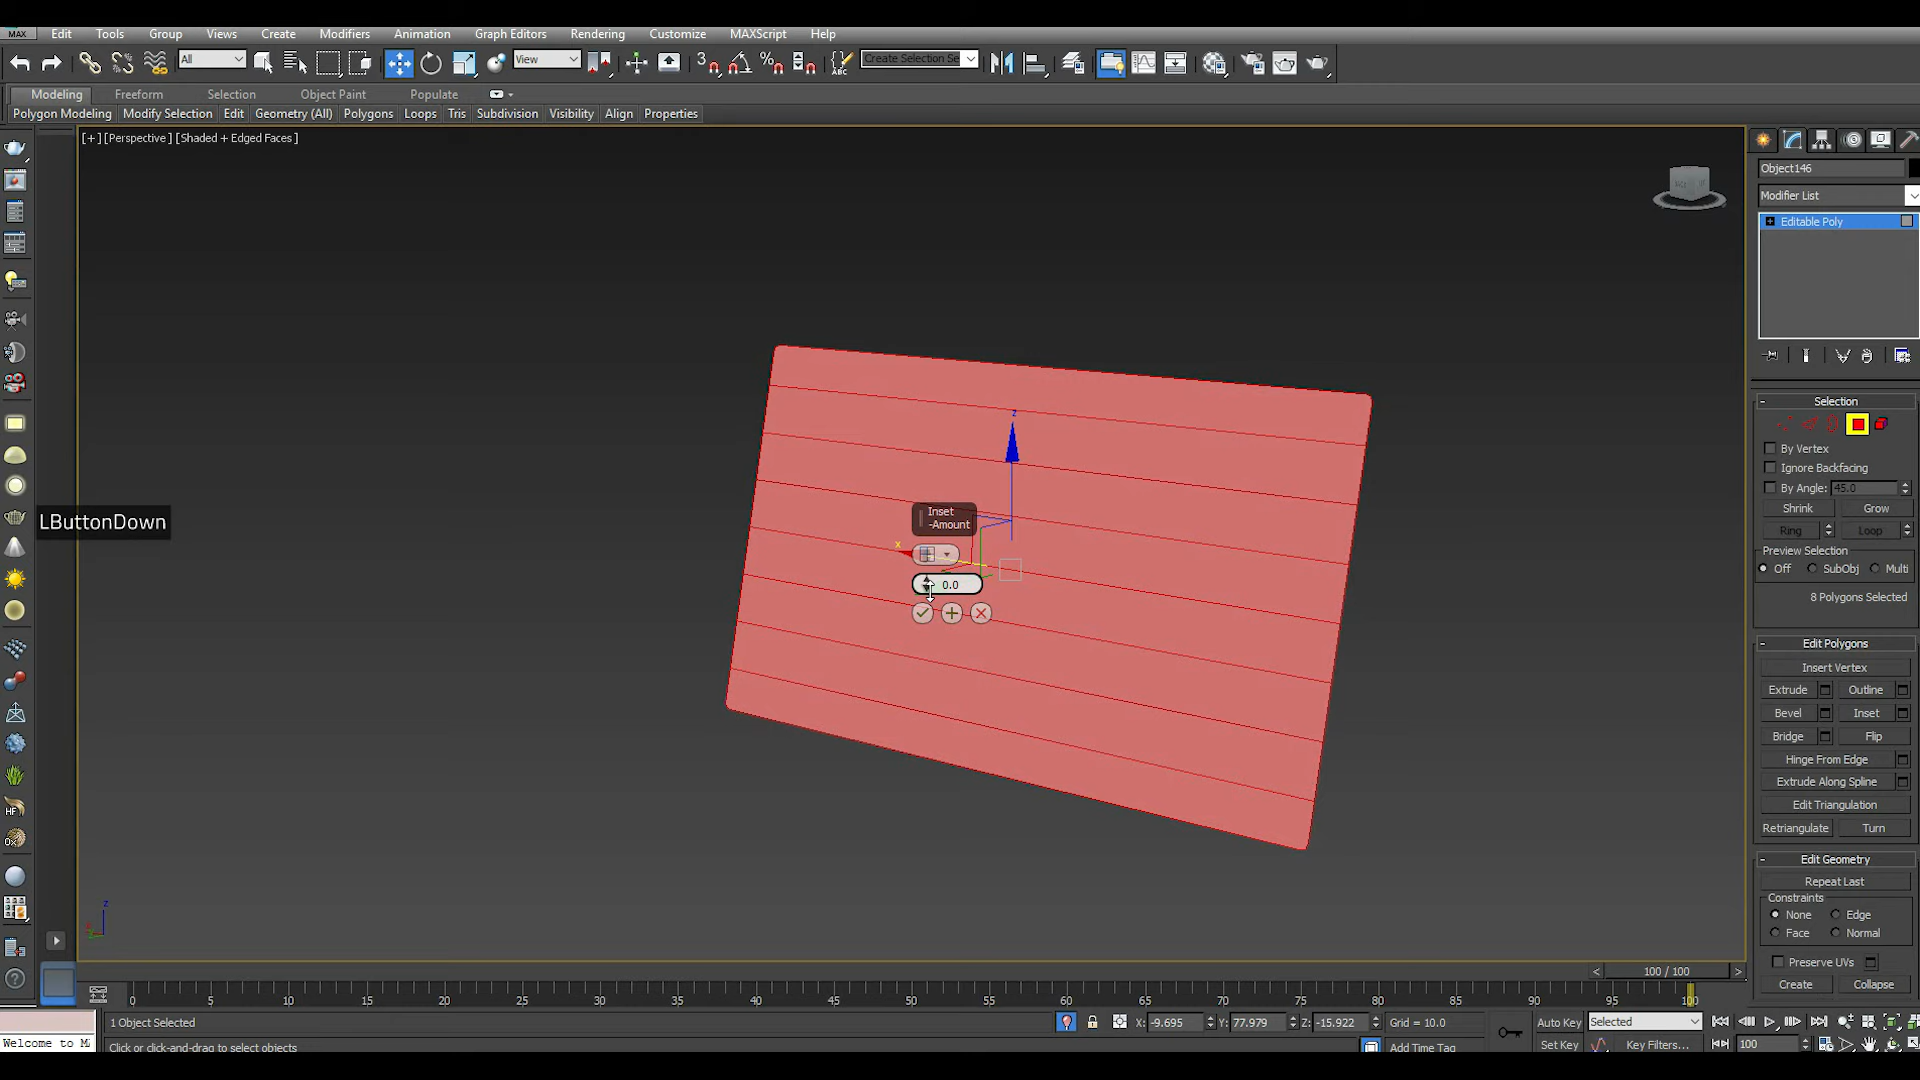 MAX Edit Tools Group Views Create Modifiers Animation Graph Editors Rendering Customize MAXScript Help
All View 3 % ABC Create Selection Se
Modeling Freeform Selection Object Paint Populate
Polygon Modeling Modify Selection Edit Geometry (All) Polygons Loops Tris Subdivision Visibility Align Properties
[+] [Perspective ] [Shaded + Edged Faces ]
Object146
Modifier List
Editable Poly
Selection
By Vertex
Ignore Backfacing
By Angle: 45.0
Shrink Grow
Ring Loop
Preview Selection
Off SubObj Multi
8 Polygons Selected
z
x
Inset
-Amount
0.0
LButtonDown
Edit Polygons
Insert Vertex
Extrude Outline
Bevel Inset
Bridge Flip
Hinge From Edge
Extrude Along Spline
Edit Triangulation
Retriangulate Turn
Edit Geometry
Repeat Last
Constraints
None Edge
Face Normal
Preserve UVs
Create Collapse
HF
z
< 100 / 100 >
0 5 10 15 20 25 30 35 40 45 50 55 60 65 70 75 80 85 90 95 100
1 Object Selected X: -9.695 Y: 77.979 Z: -15.922 Grid = 10.0 Auto Key Selected
Welcome to Click or click-and-drag to select objects Add Time Tag Set Key Key Filters... 100